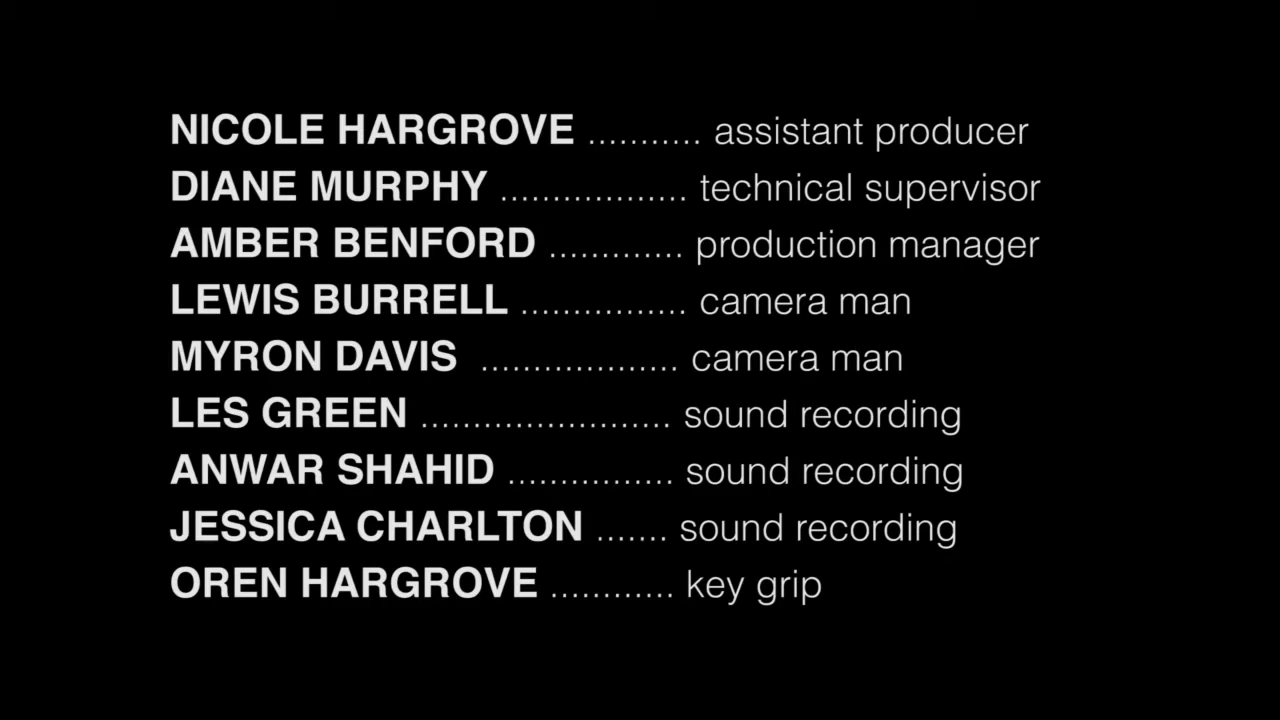 NICOLE HARGROVE ........... assistant producer
DIANE MURPHY .................. technical supervisor
AMBER BENFORD ............. production manager
LEWIS BURRELL ................ camera man
MYRON DAVIS ................... camera man
LES GREEN ........................ sound recording
ANWAR SHAHID ................ sound recording
JESSICA CHARLTON ....... sound recording
OREN HARGROVE ............ key grip